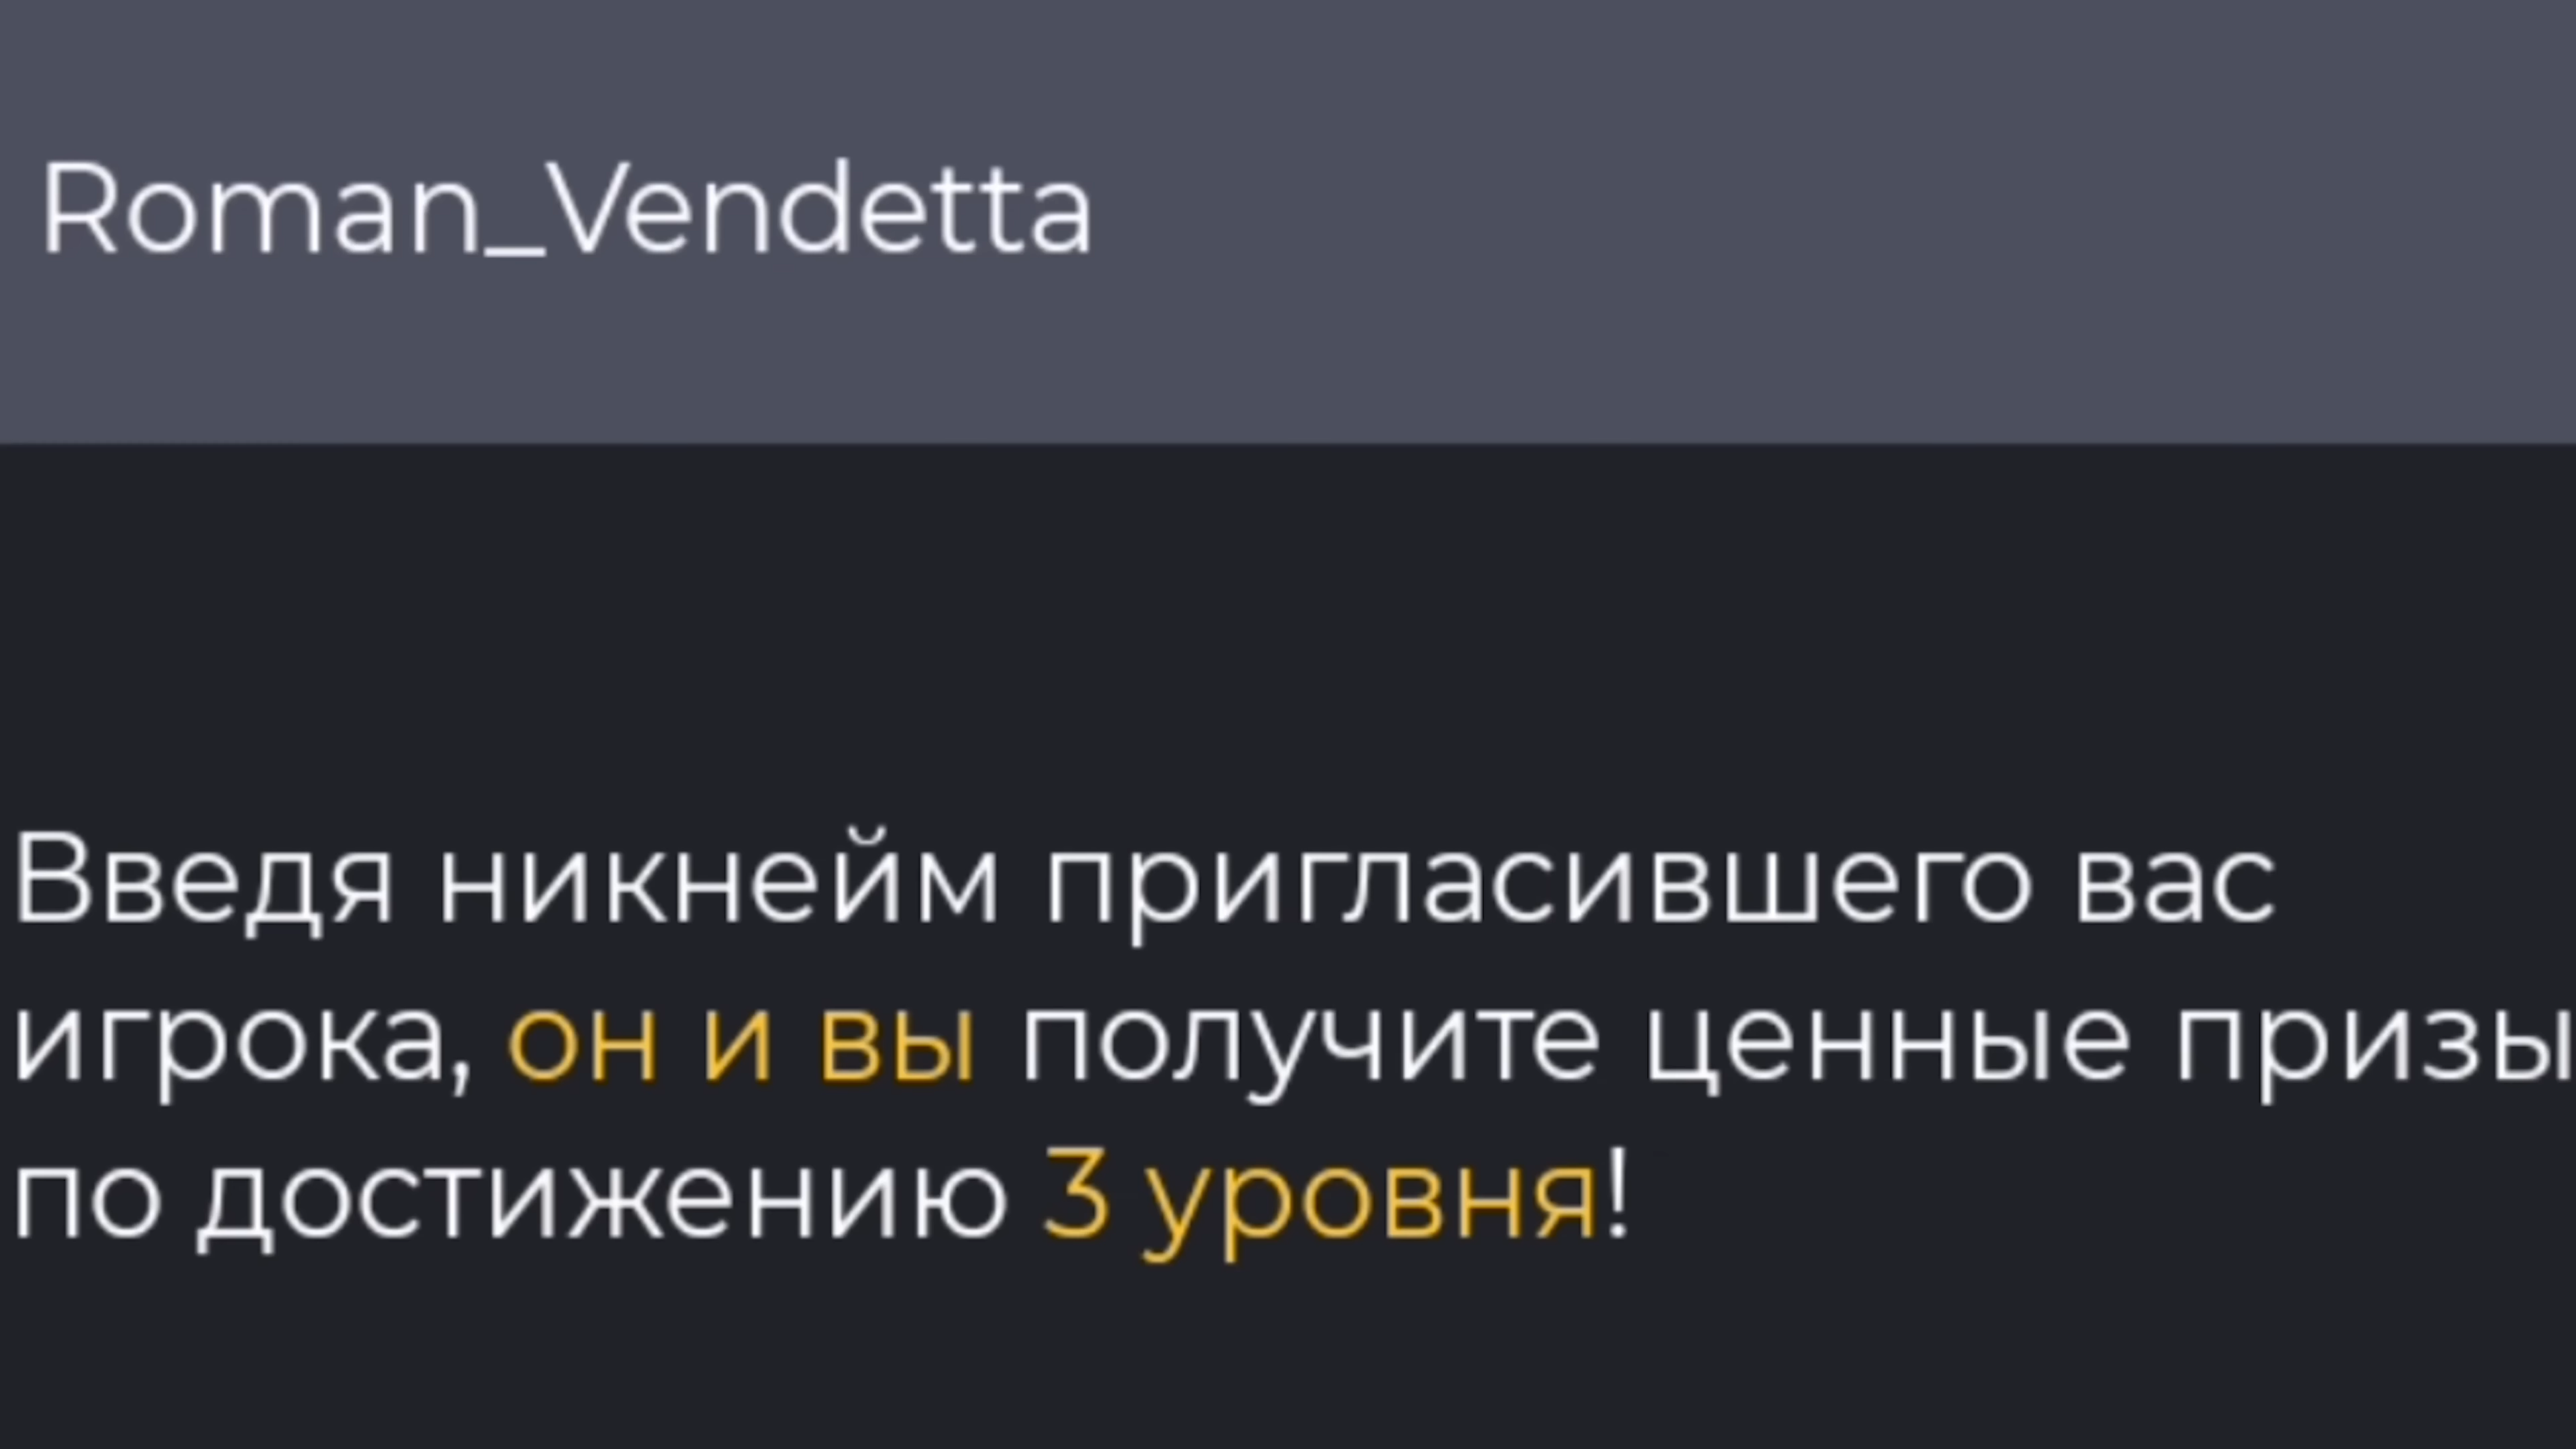 Roman_Vendetta
Введя никнейм пригласившего вас
игрока, он и вы получите ценные призы
по достижению 3 уровня!